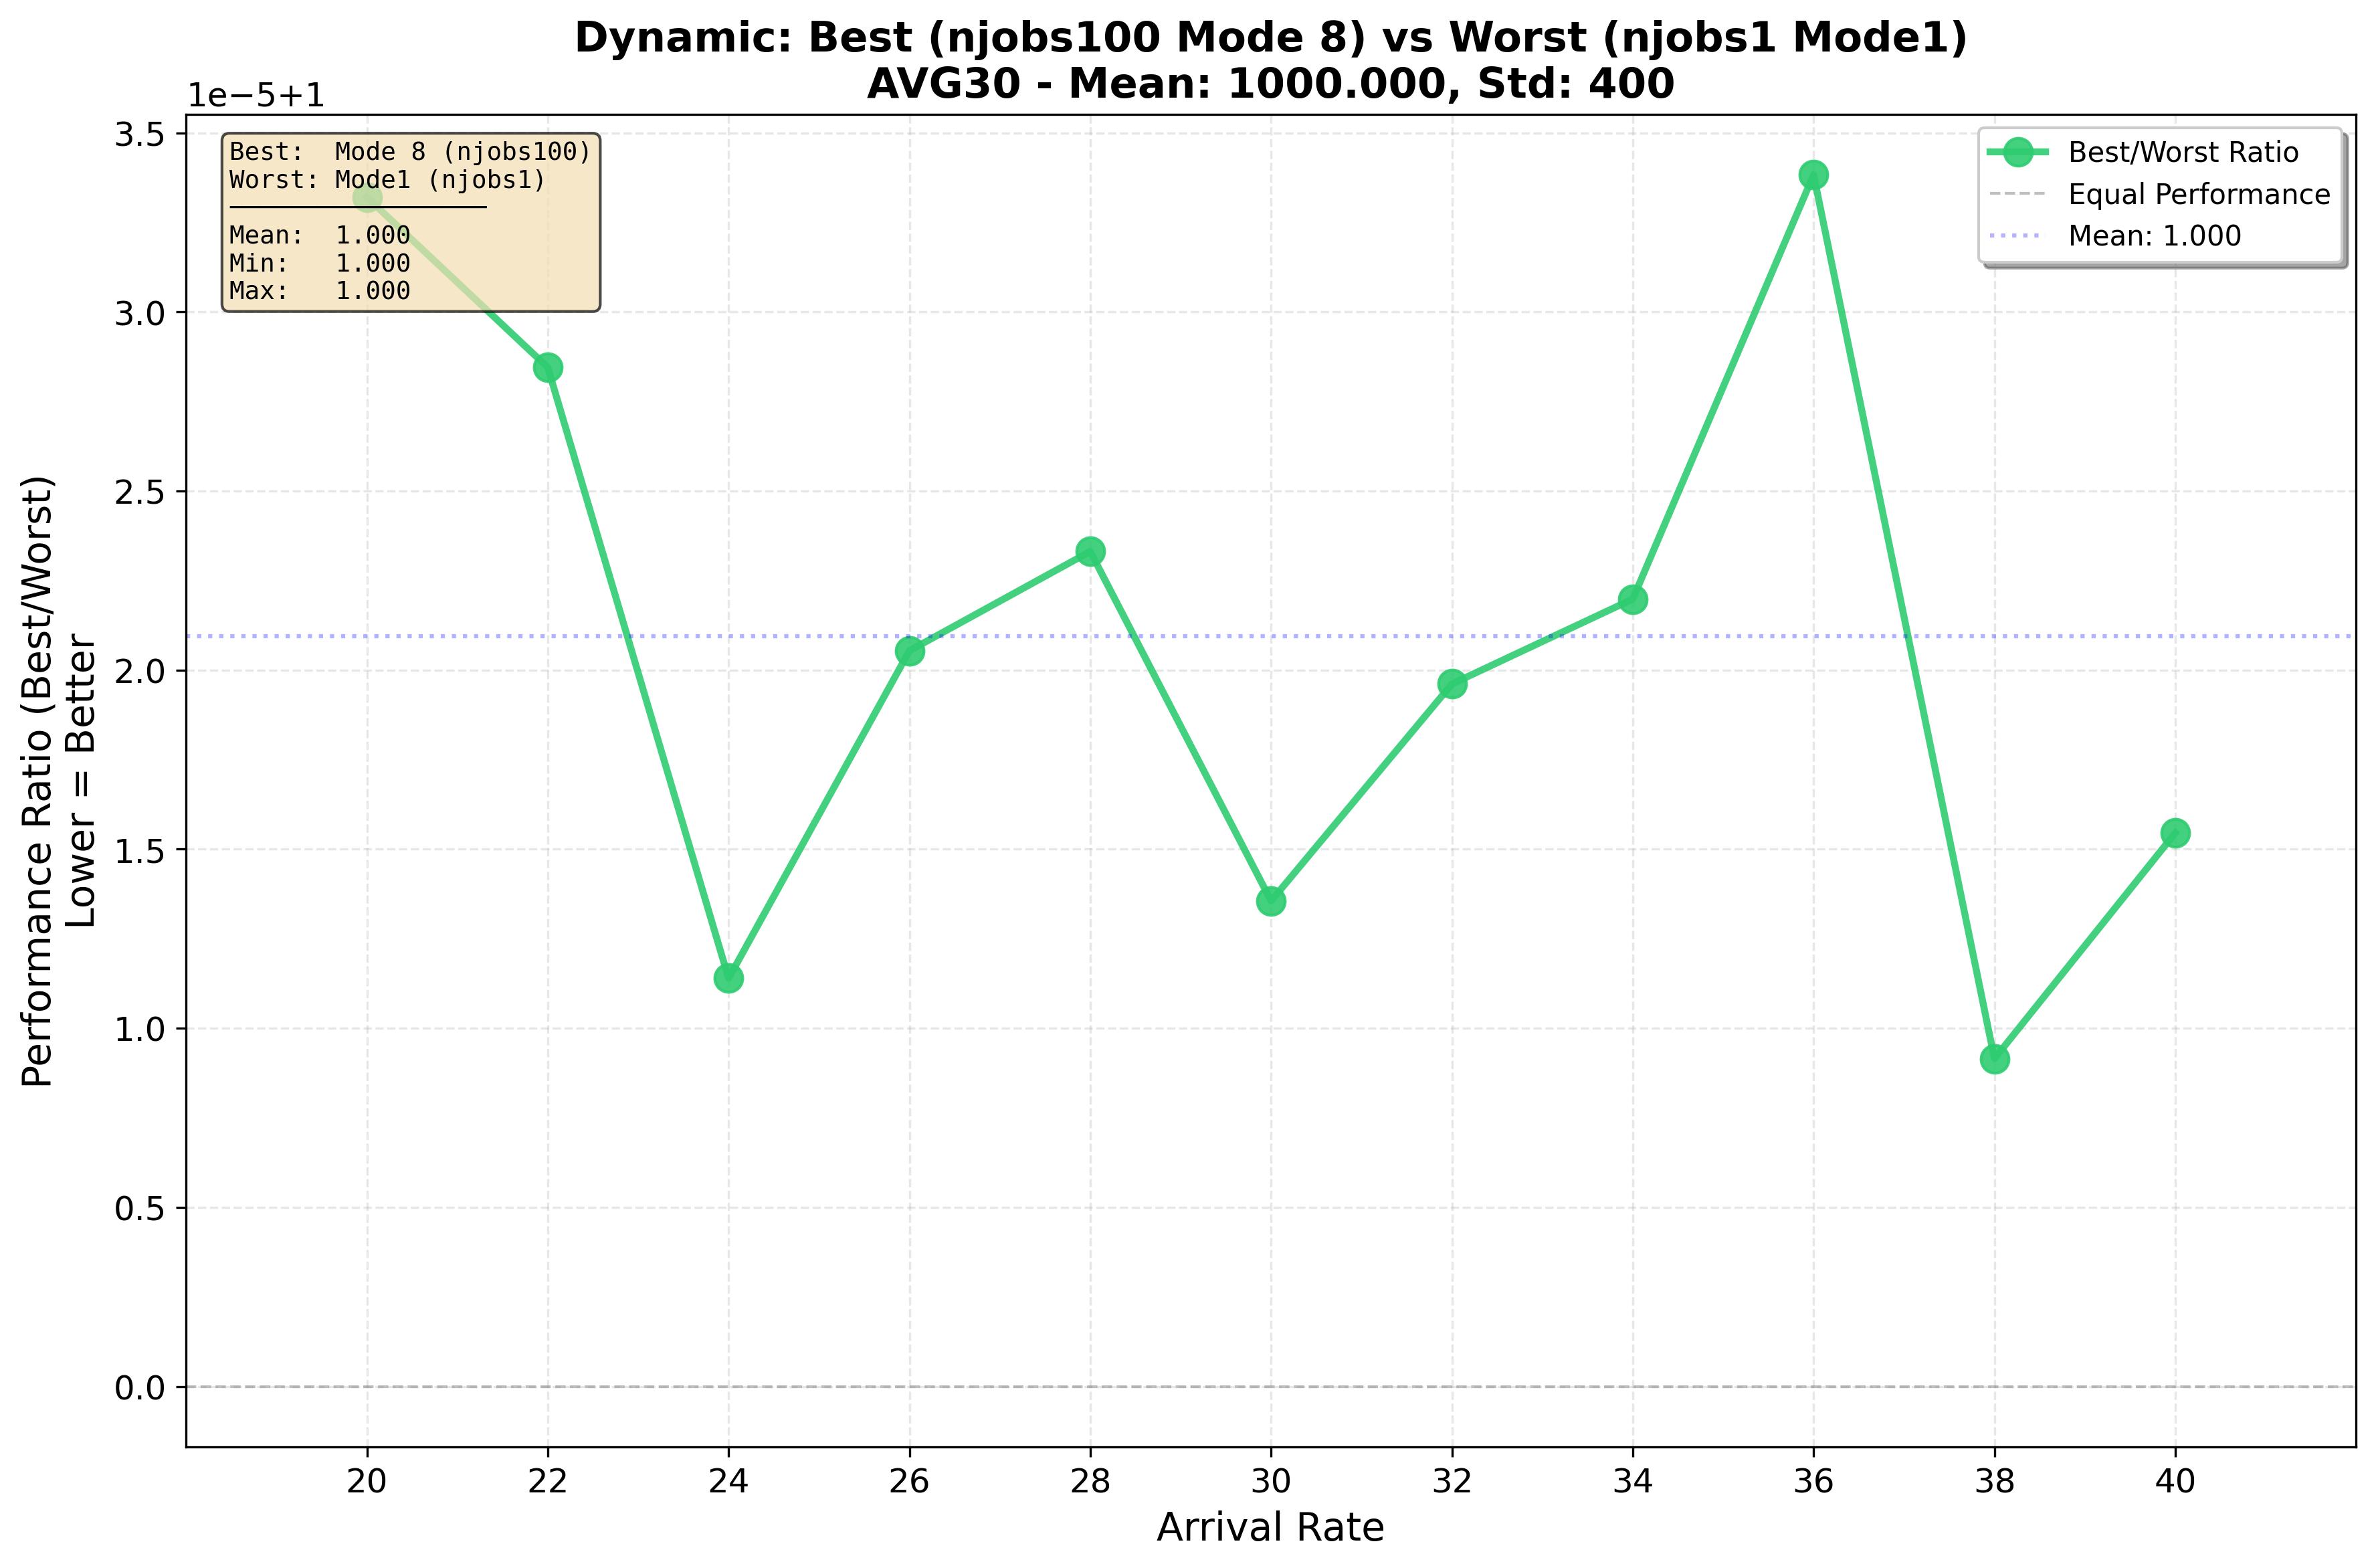 Dynamic: Best (njobs100 Mode 8) vs Worst (njobs1 Mode1)
AVG30 - Mean: 1000.000, Std: 400
1e−5+1
Best:  Mode 8 (njobs100)
Worst: Mode1 (njobs1)
Mean:  1.000
Min:   1.000
Max:   1.000
Best/Worst Ratio
Equal Performance
Mean: 1.000
3.5
3.0
2.5
2.0
1.5
1.0
0.5
0.0
Performance Ratio (Best/Worst)
Lower = Better
20 22 24 26 28 30 32 34 36 38 40
Arrival Rate